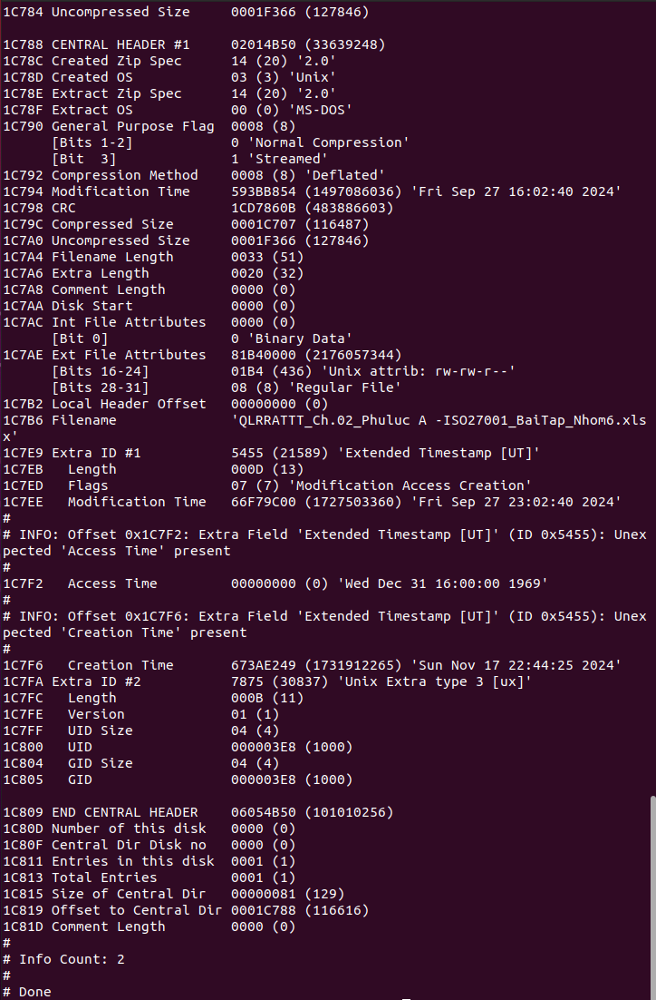 1C784 Uncompressed Size     0001F366 (127846)

1C788 CENTRAL HEADER #1     02014B50 (33639248)
1C78C Created Zip Spec      14 (20) '2.0'
1C78D Created OS            03 (3) 'Unix'
1C78E Extract Zip Spec      14 (20) '2.0'
1C78F Extract OS            00 (0) 'MS-DOS'
1C790 General Purpose Flag  0008 (8)
      [Bits 1-2]            0 'Normal Compression'
      [Bit  3]              1 'Streamed'
1C792 Compression Method    0008 (8) 'Deflated'
1C794 Modification Time     593BB854 (1497086036) 'Fri Sep 27 16:02:40 2024'
1C798 CRC                   1CD7860B (483886603)
1C79C Compressed Size       0001C707 (116487)
1C7A0 Uncompressed Size     0001F366 (127846)
1C7A4 Filename Length       0033 (51)
1C7A6 Extra Length          0020 (32)
1C7A8 Comment Length        0000 (0)
1C7AA Disk Start            0000 (0)
1C7AC Int File Attributes   0000 (0)
      [Bit 0]               0 'Binary Data'
1C7AE Ext File Attributes   81B40000 (2176057344)
      [Bits 16-24]          01B4 (436) 'Unix attrib: rw-rw-r--'
      [Bits 28-31]          08 (8) 'Regular File'
1C7B2 Local Header Offset   00000000 (0)
1C7B6 Filename              'QLRRATTT_Ch.02_Phuluc A -ISO27001_BaiTap_Nhom6.xls
x'
1C7E9 Extra ID #1           5455 (21589) 'Extended Timestamp [UT]'
1C7EB   Length              000D (13)
1C7ED   Flags               07 (7) 'Modification Access Creation'
1C7EE   Modification Time   66F79C00 (1727503360) 'Fri Sep 27 23:02:40 2024'
#
# INFO: Offset 0x1C7F2: Extra Field 'Extended Timestamp [UT]' (ID 0x5455): Unex
pected 'Access Time' present
#
1C7F2   Access Time         00000000 (0) 'Wed Dec 31 16:00:00 1969'
#
# INFO: Offset 0x1C7F6: Extra Field 'Extended Timestamp [UT]' (ID 0x5455): Unex
pected 'Creation Time' present
#
1C7F6   Creation Time       673AE249 (1731912265) 'Sun Nov 17 22:44:25 2024'
1C7FA Extra ID #2           7875 (30837) 'Unix Extra type 3 [ux]'
1C7FC   Length              000B (11)
1C7FE   Version             01 (1)
1C7FF   UID Size            04 (4)
1C800   UID                 000003E8 (1000)
1C804   GID Size            04 (4)
1C805   GID                 000003E8 (1000)

1C809 END CENTRAL HEADER    06054B50 (101010256)
1C80D Number of this disk   0000 (0)
1C80F Central Dir Disk no   0000 (0)
1C811 Entries in this disk  0001 (1)
1C813 Total Entries         0001 (1)
1C815 Size of Central Dir   00000081 (129)
1C819 Offset to Central Dir 0001C788 (116616)
1C81D Comment Length        0000 (0)
#
# Info Count: 2
#
# Done